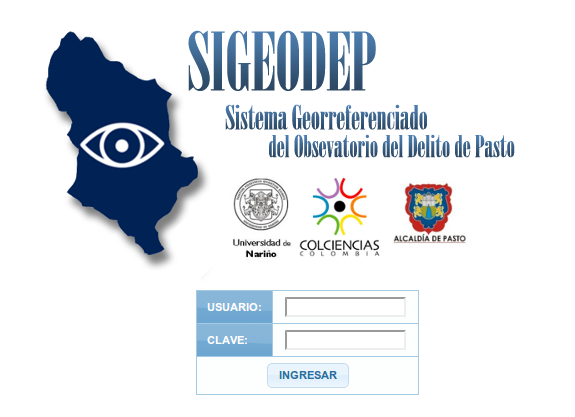 SIGEODEP
Sistema Georreferenciado
del Obsevatorio del Delito de Pasto
Universidad de
Nariño
COLCIENCIAS
COLOMBIA
ALCALDÍA DE PASTO
USUARIO:
CLAVE:
INGRESAR